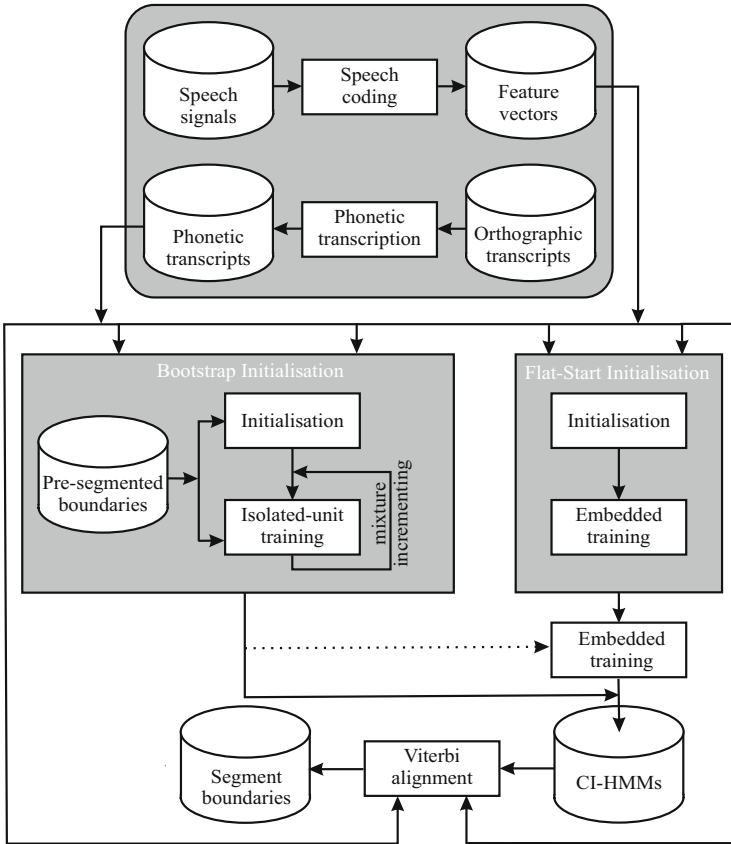 Speech
signals
Speech
coding
Feature
vectors
Phonetic
transcripts
Phonetic
transcription
Orthographic
transcripts
Bootstrap Initialisation
Flat-Start Initialisation
Pre-segmented
boundaries
Initialisation
Isolated-unit
training
mixture
incrementing
Initialisation
Embedded
training
Embedded
training
Segment
boundaries
Viterbi
alignment
CI-HMMs